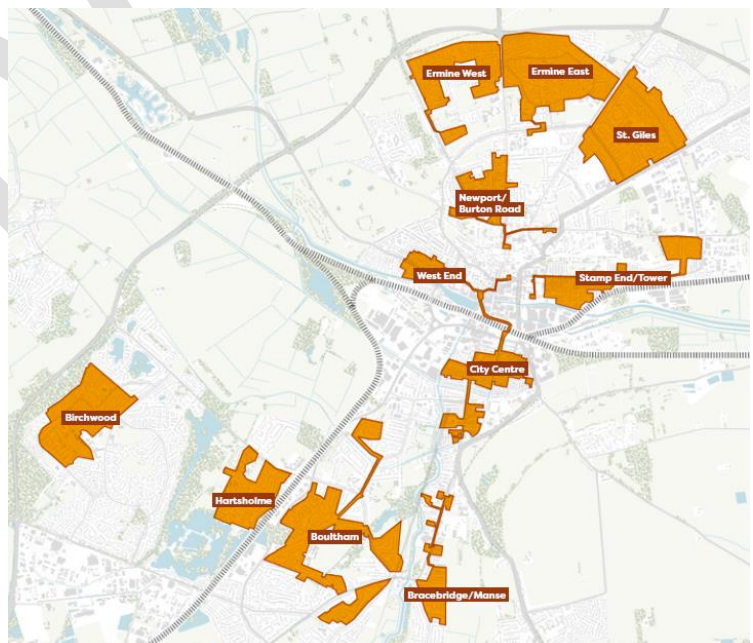 Ermine West
Ermine East
St. Giles
Newport/
Burton Road
West End
Stamp End/Tower
City Centre
Birchwood
Hartsholme
Boultham
Bracebridge/Manse